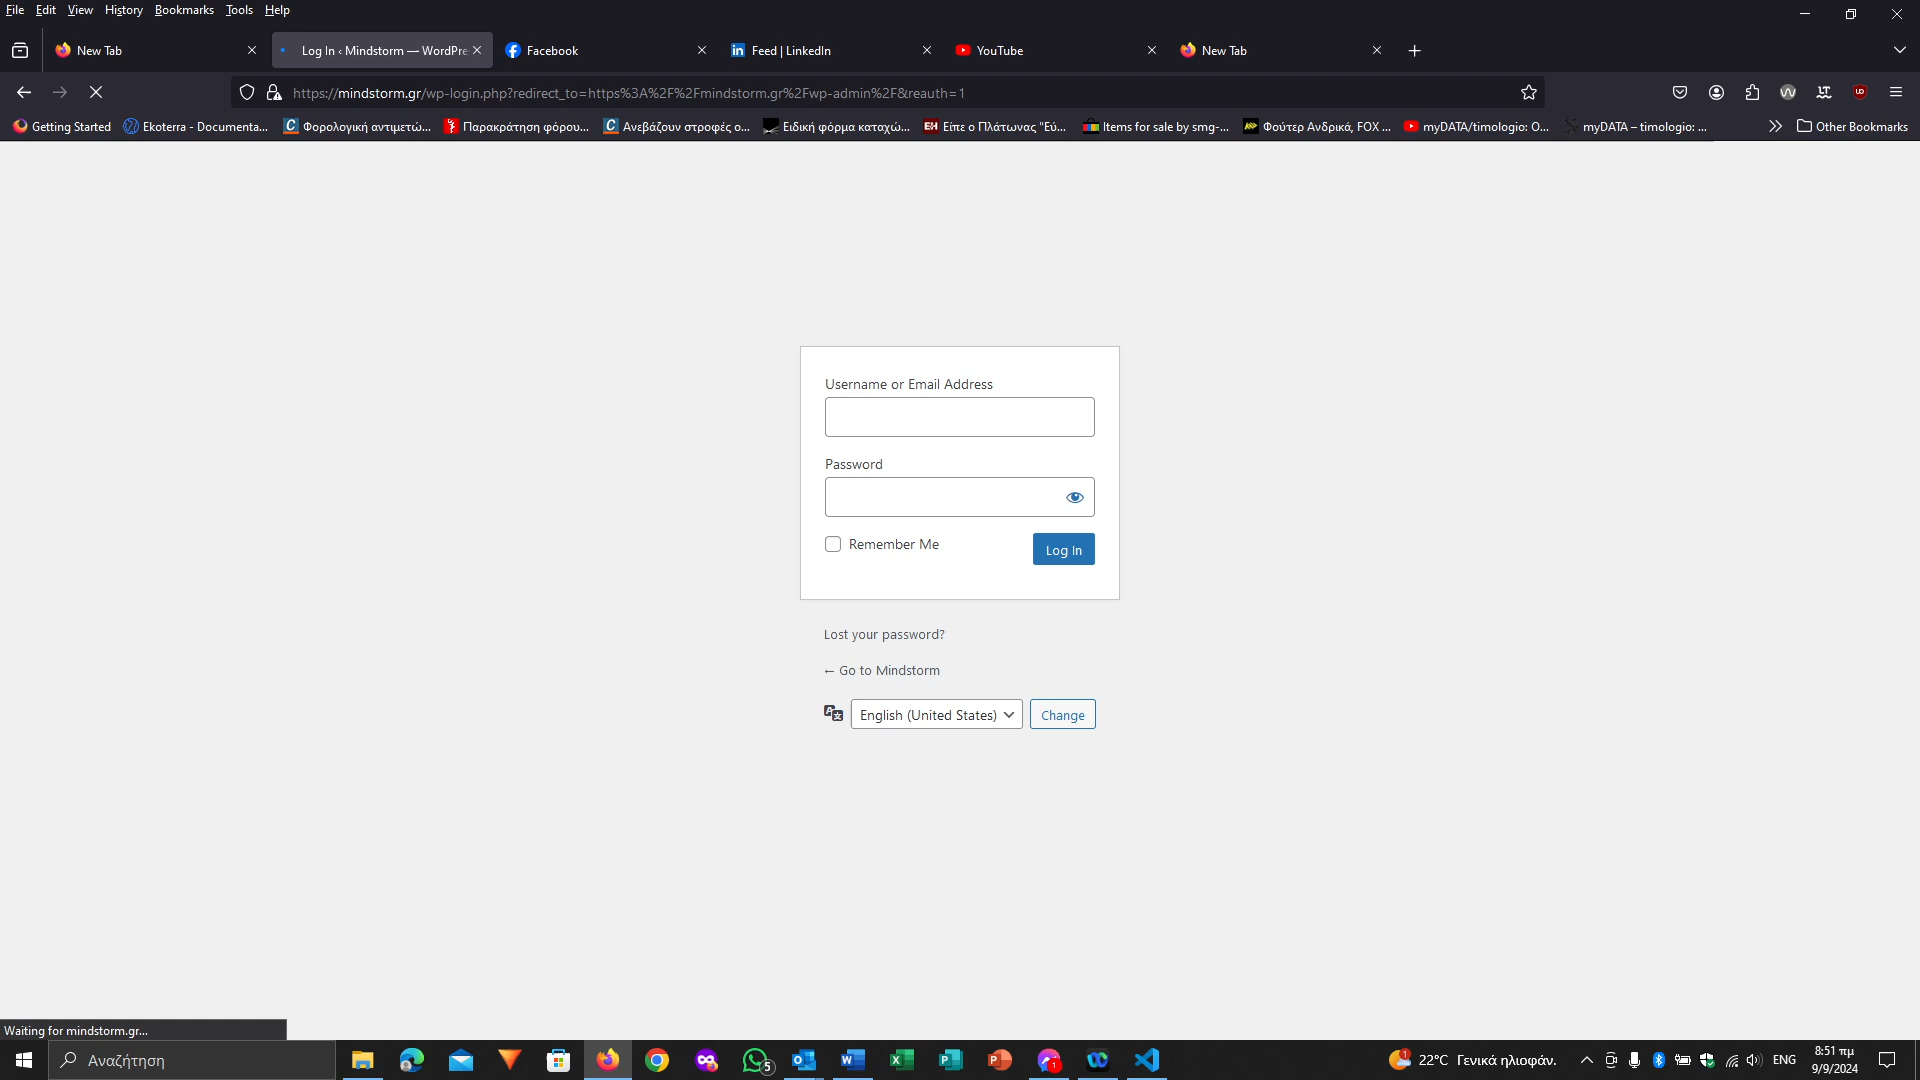 File Edit View History Bookmarks Tools Help
New Tab
Log In ‹ Mindstorm — WordPre
Facebook
Feed | LinkedIn
YouTube
New Tab
https://mindstorm.gr/wp-login.php?redirect_to=https%3A%2F%2Fmindstorm.gr%2Fwp-admin%2F&reauth=1
Getting Started
Ekoterra - Documenta...
Φορολογική αντιμετώ...
Παρακράτηση φόρου...
Ανεβάζουν στροφές ο...
Ειδική φόρμα καταχώ...
Είπε ο Πλάτωνας "Εύ...
Items for sale by smg-...
Φούτερ Ανδρικά, FOX ...
myDATA/timologio: Ο...
myDATA – timologio: ...
Other Bookmarks
Username or Email Address
Password
Remember Me
Log In
Lost your password?
← Go to Mindstorm
English (United States)
Change
Waiting for mindstorm.gr...
Αναζήτηση
5
1
1
22°C Γενικά ηλιοφάν.
ENG
8:51 πμ
9/9/2024